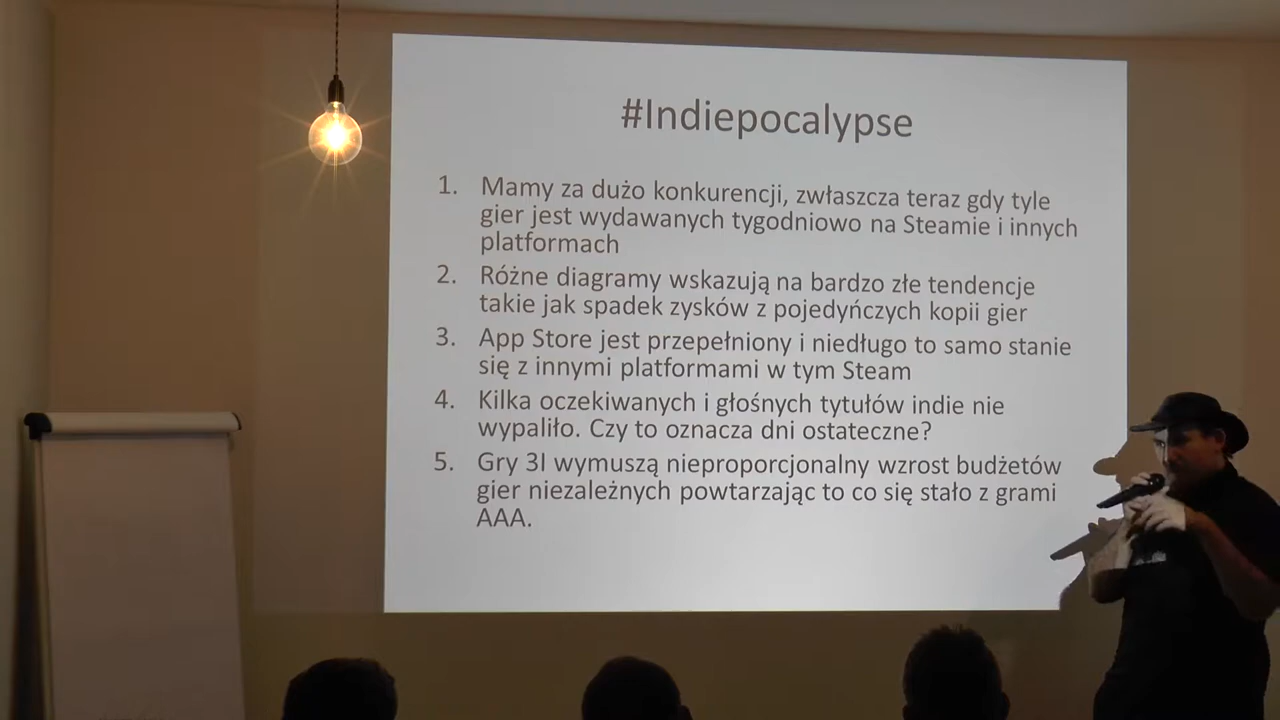 #Indiepocalypse
1. Mamy za dużo konkurencji, zwłaszcza teraz gdy tyle
gier jest wydawanych tygodniowo na Steamie i innych
platformach
2. Różne diagramy wskazują na bardzo złe tendencje
takie jak spadek zysków z pojedyńczych kopii gier
3. App Store jest przepełniony i niedługo to samo stanie
się z innymi platformami w tym Steam
4. Kilka oczekiwanych i głośnych tytułów indie nie
wypaliło. Czy to oznacza dni ostateczne?
5. Gry 3I wymuszą nieproporcjonalny wzrost budżetów
gier niezależnych powtarzając to co się stało z grami
AAA.